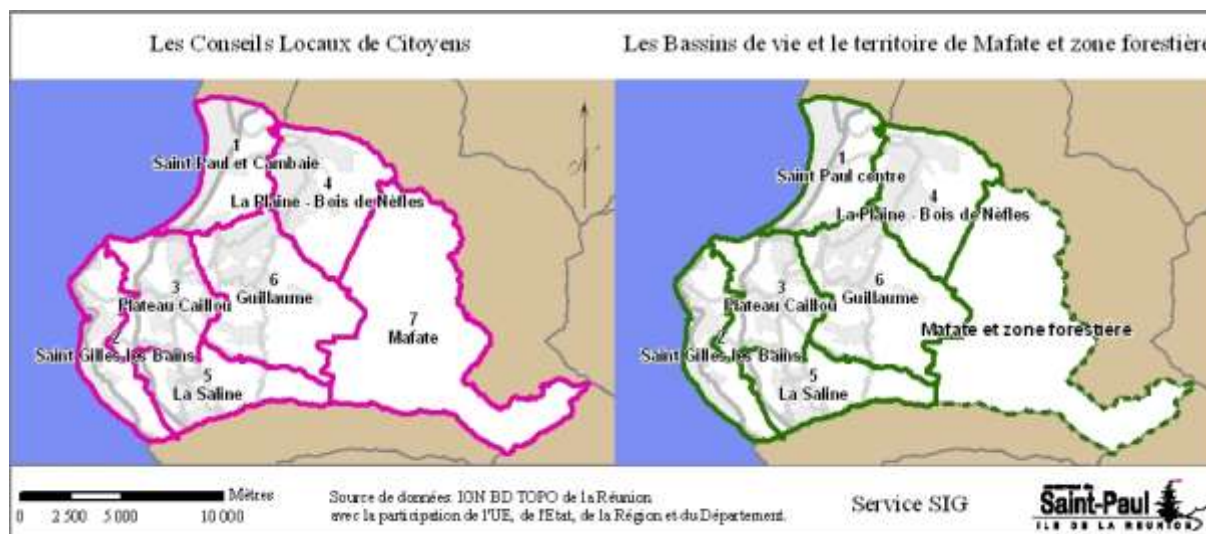 Les Conseils Locaux de Citoyens
Les Bassins de vie et le territoire de Mafate et zone forestière
1
Saint Paul et Cambaie
4
La Plaine - Bois de Nèfles
3
Plateau Caillou
6
Guillaume
7
Mafate
2
Saint Gilles les Bains
5
La Saline
1
Saint Paul centre
4
La Plaine - Bois de Nèfles
3
Plateau Caillou
6
Guillaume
Mafate et zone forestière
2
Saint Gilles les Bains
5
La Saline
Mètres
0 2 500 5 000 10 000
Source de données: IGN BD TOPO de la Réunion
avec la participation de l'UE, de l'Etat, de la Région et du Département.
Service SIG
Saint-Paul
ILE DE LA REUNION